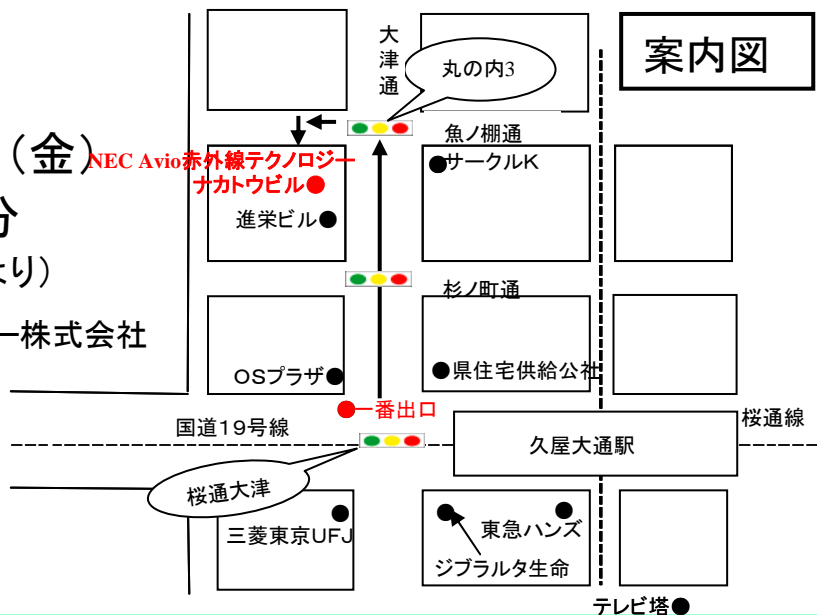 案内図
大津通
丸の内3
（金）
NEC Avio赤外線テクノロジー
ナカトウビル
魚ノ棚通
サークルK
進栄ビル
分
より）
杉ノ町通
ー株式会社
OSプラザ
県住宅供給公社
一番出口
国道19号線
桜通線
久屋大通駅
桜通大津
三菱東京UFJ
東急ハンズ
ジブラルタ生命
テレビ塔